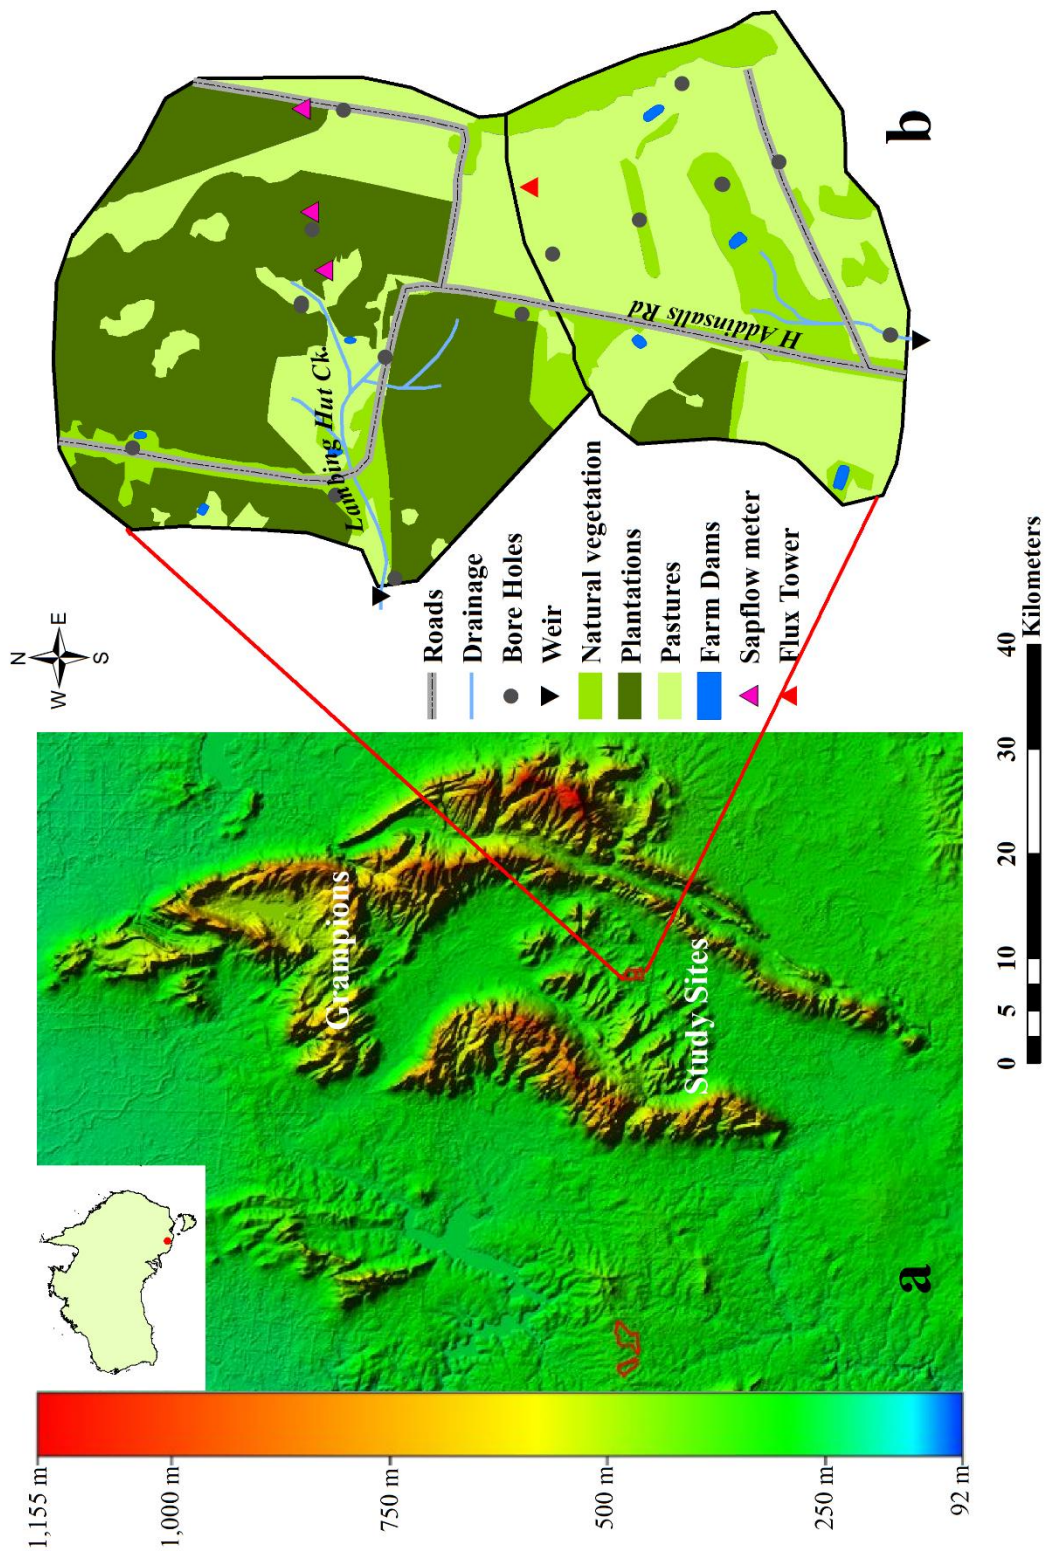 1,155 m
1,000 m
750 m
500 m
250 m
92 m
Grampions
Study Sites
a
N
W
E
S
Roads
Drainage
Bore Holes
Weir
Natural vegetation
Plantations
Pastures
Farm Dams
Sapflow meter
Flux Tower
Lambing Hut Ck.
H Addinsalls Rd
b
0
5
10
20
30
40
Kilometers